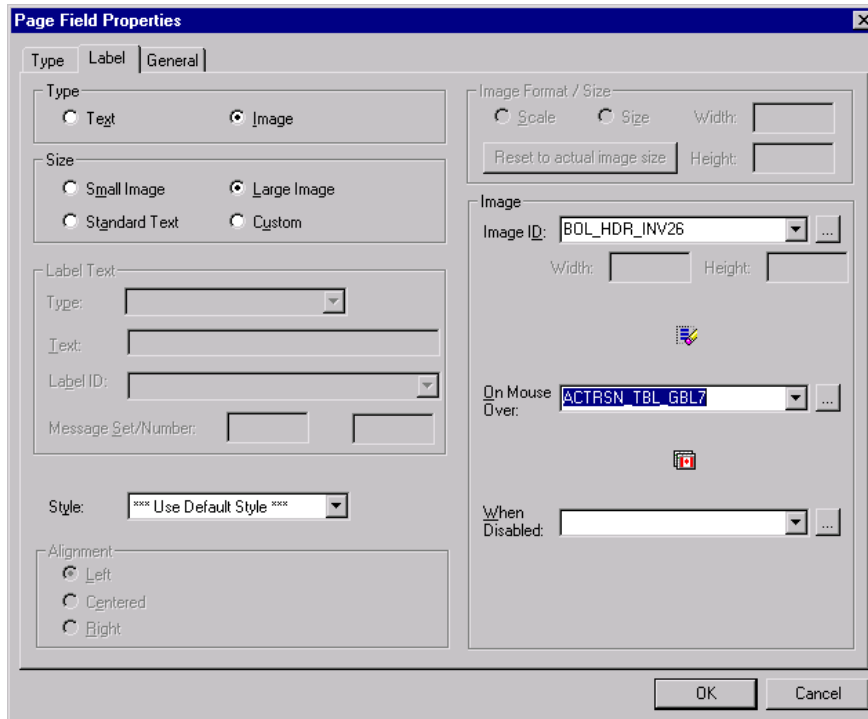 Page Field Properties
Type Label General
Type
Text Image
Size
Small Image Large Image
Standard Text Custom
Label Text
Type:
Text:
Label ID:
Message Set/Number:
Style: *** Use Default Style ***
Alignment
Left
Centered
Right
Image Format / Size
Scale Size Width:
Reset to actual image size Height:
Image
Image ID: BOL_HDR_INV26 ...
Width: Height:
On Mouse
Over: ACTRSN_TBL_GBL7 ...
When
Disabled: ...
OK Cancel